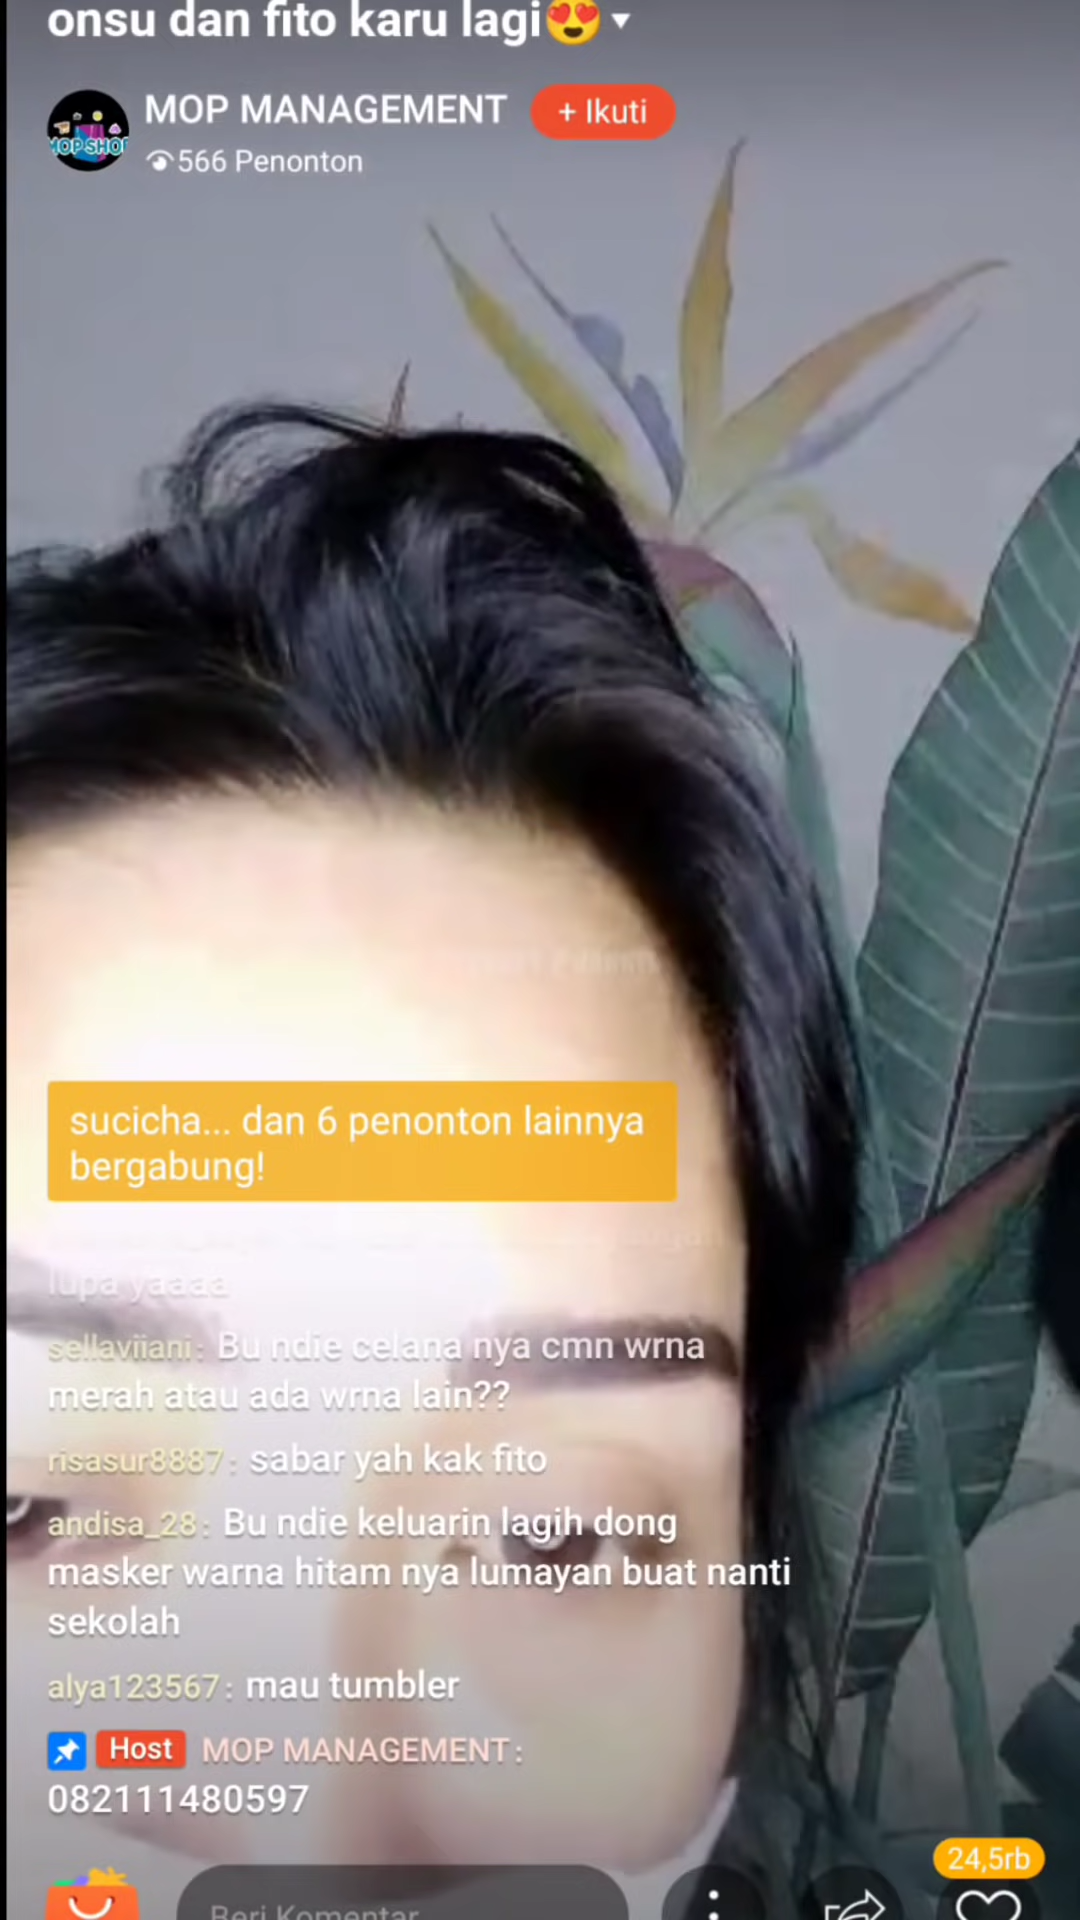 onsu dan fito karu lagi😍▼
MOP MANAGEMENT
+ Ikuti
MOP SHOP
566 Penonton
sucicha... dan 6 penonton lainnya
bergabung!
lupa yaaaa
sellaviiani: Bu ndie celana nya cmn wrna
merah atau ada wrna lain??
risasur8887: sabar yah kak fito
andisa_28: Bu ndie keluarin lagih dong
masker warna hitam nya lumayan buat nanti
sekolah
alya123567: mau tumbler
Host MOP MANAGEMENT:
082111480597
24,5rb
Beri Komentar